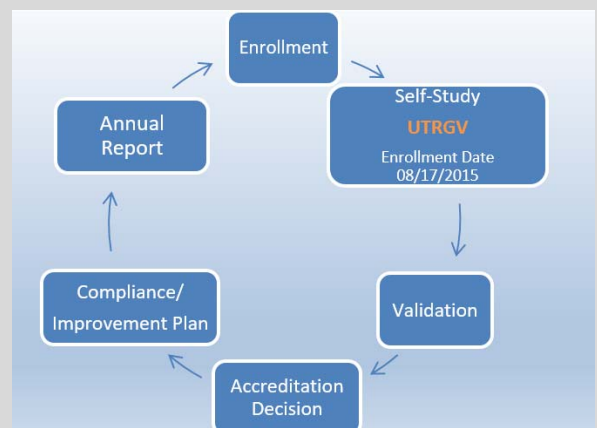 Enrollment
Self-Study
UTRGV
Enrollment Date
08/17/2015
Validation
Accreditation
Decision
Compliance/
Improvement Plan
Annual
Report